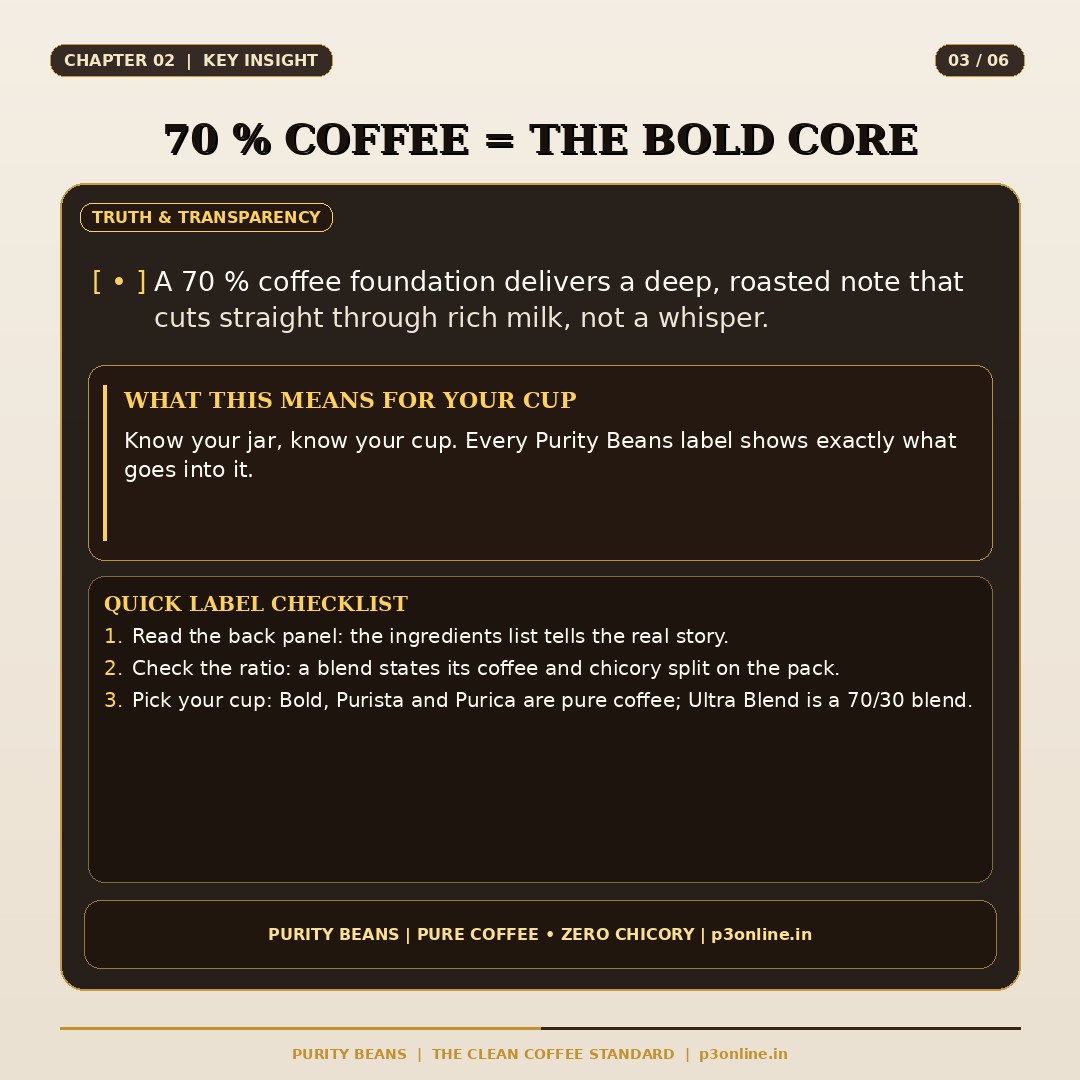 CHAPTER 02 | KEY INSIGHT
03 / 06
70 % COFFEE = THE BOLD CORE
TRUTH & TRANSPARENCY
[ • ] A 70 % coffee foundation delivers a deep, roasted note that
cuts straight through rich milk, not a whisper.
WHAT THIS MEANS FOR YOUR CUP
Know your jar, know your cup. Every Purity Beans label shows exactly what
goes into it.
QUICK LABEL CHECKLIST
1. Read the back panel: the ingredients list tells the real story.
2. Check the ratio: a blend states its coffee and chicory split on the pack.
3. Pick your cup: Bold, Purista and Purica are pure coffee; Ultra Blend is a 70/30 blend.
PURITY BEANS | PURE COFFEE • ZERO CHICORY | p3online.in
PURITY BEANS | THE CLEAN COFFEE STANDARD | p3online.in